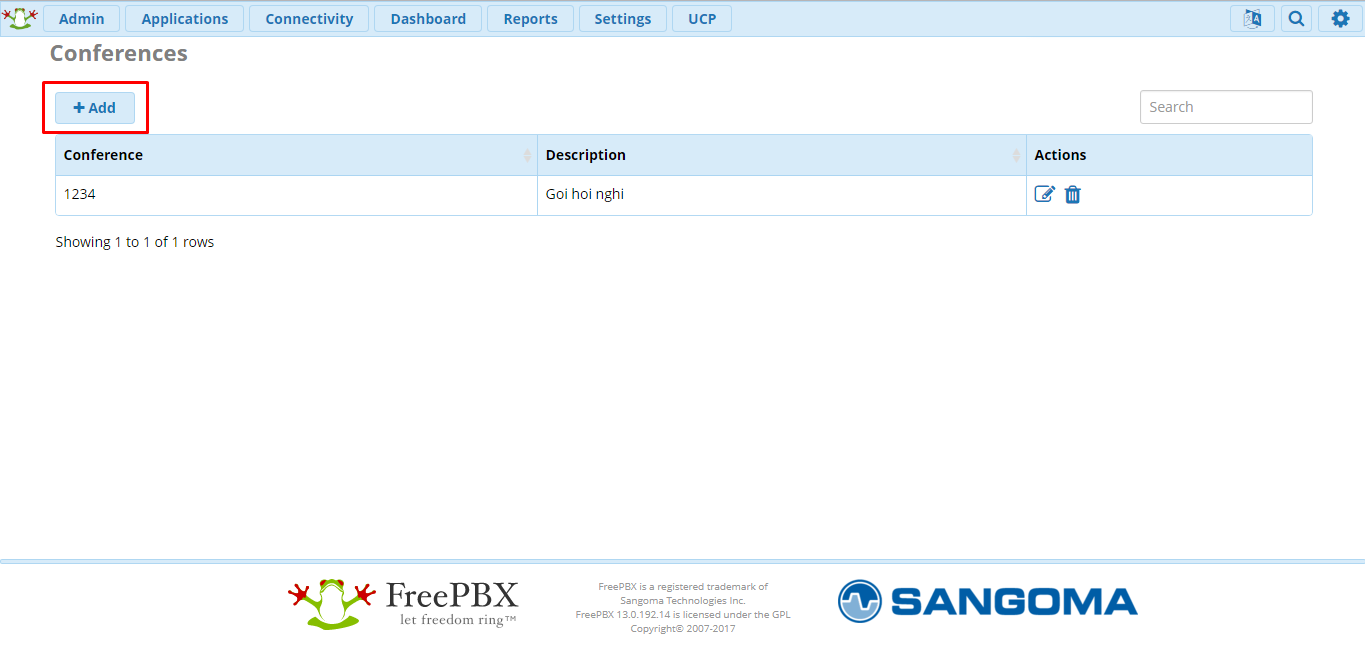 Admin Applications Connectivity Dashboard Reports Settings UCP
Conferences
+ Add
Search
Conference Description Actions
1234 Goi hoi nghi
Showing 1 to 1 of 1 rows
FreePBX
let freedom ring™
FreePBX is a registered trademark of
Sangoma Technologies Inc.
FreePBX 13.0.192.14 is licensed under the GPL
Copyright© 2007-2017
SANGOMA